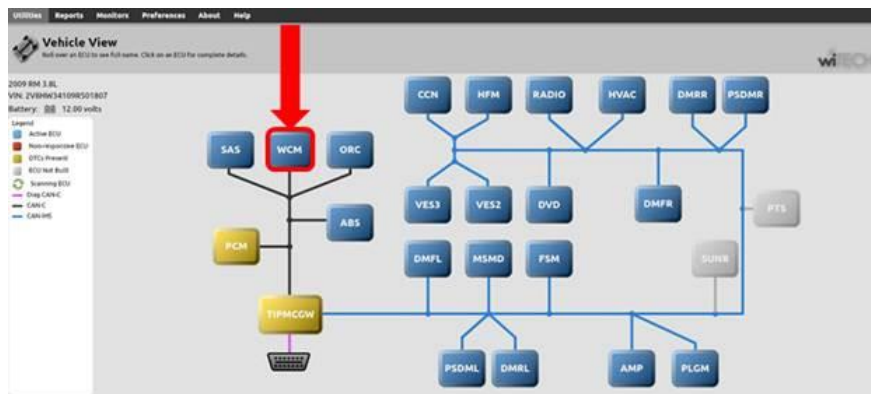 Utilities Reports Monitors Preferences About Help
Vehicle View
Roll over an ECU to see full name. Click on an ECU for complete details.
wiTECH
2009 RM 3.8L
VIN: 2V8HW34109R501807
Battery: 12.00 volts
Legend
Active ECU
Non-responsive ECU
DTCs Present
ECU Not Built
Scanning ECU
Diag CAN-C
CAN-C
CAN-IHS
CCN HFM RADIO HVAC DMRR PSDMR
SAS WCM ORC
VES3 VES2 DVD DMFR PTS
ABS
PCM DMFL MSMD FSM SUNR
TIPMCGW
PSDML DMRL AMP PLGM